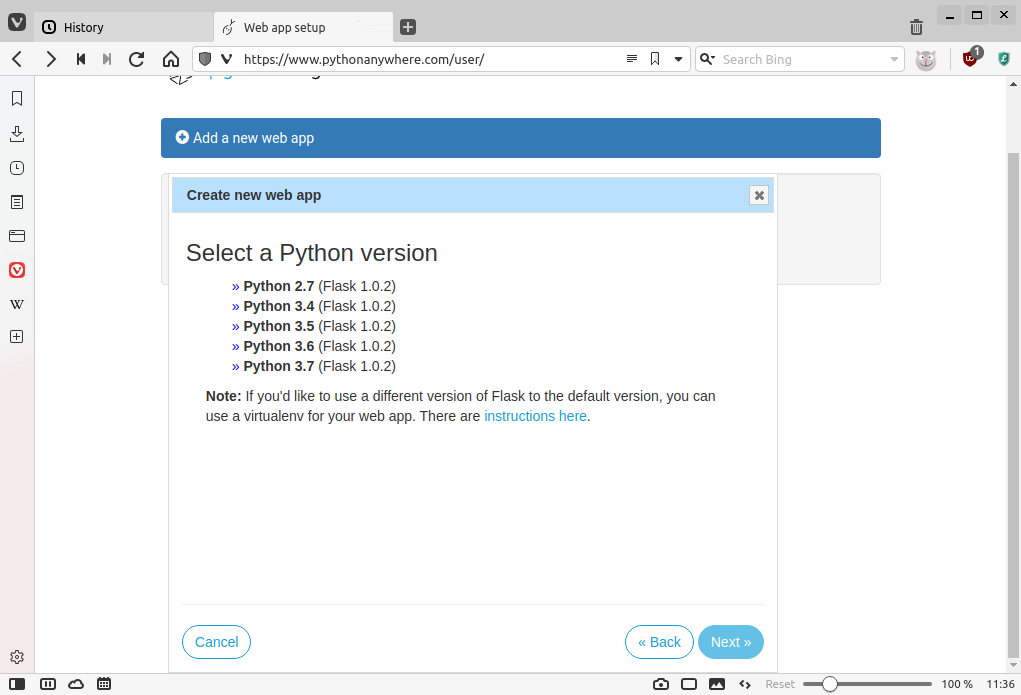 History
Web app setup
https://www.pythonanywhere.com/user/
Search Bing
1
Add a new web app
Create new web app
Select a Python version
» Python 2.7 (Flask 1.0.2)
» Python 3.4 (Flask 1.0.2)
» Python 3.5 (Flask 1.0.2)
» Python 3.6 (Flask 1.0.2)
» Python 3.7 (Flask 1.0.2)
Note: If you'd like to use a different version of Flask to the default version, you can
use a virtualenv for your web app. There are instructions here.
Cancel
« Back
Next »
Reset
100 %
11:36